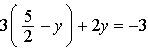 3(5/2 − y) + 2y = −3